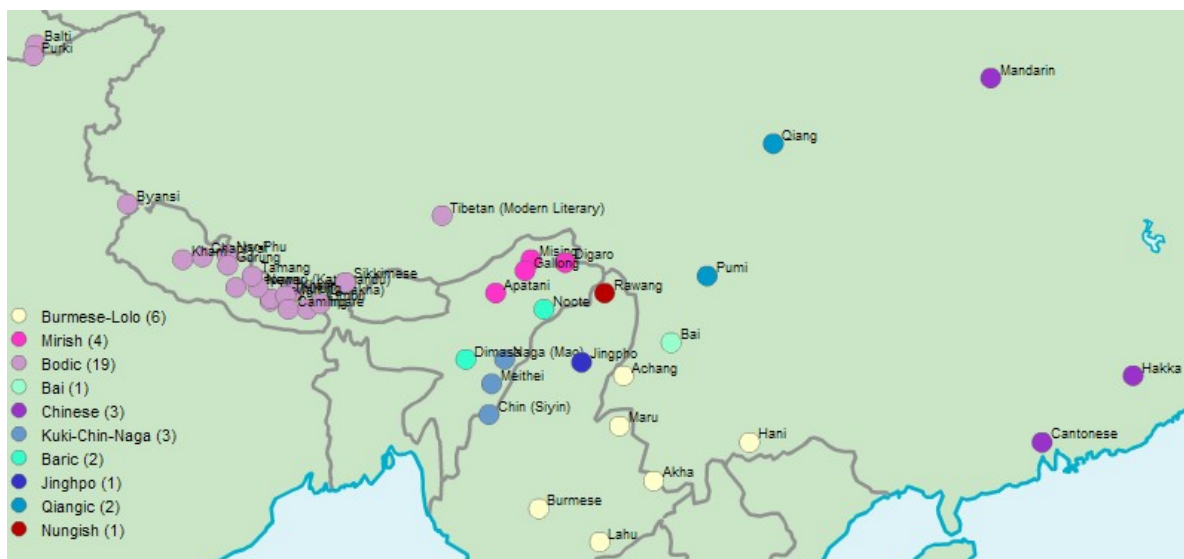 Balti
Purki
Mandarin
Qiang
Byansi
Tibetan (Modern Literary)
Mising
Digaro
Gallong
Kham
Gurung
Tamang
Sikkimese
Pumi
Apatani
Rawang
Nocte
Bai
Dimasa
Naga (Mao)
Jingpho
Achang
Meithei
Hakka
Chin (Siyin)
Maru
Hani
Cantonese
Akha
Burmese
Lahu
Burmese-Lolo (6)
Mirish (4)
Bodic (19)
Bai (1)
Chinese (3)
Kuki-Chin-Naga (3)
Baric (2)
Jinghpo (1)
Qiangic (2)
Nungish (1)